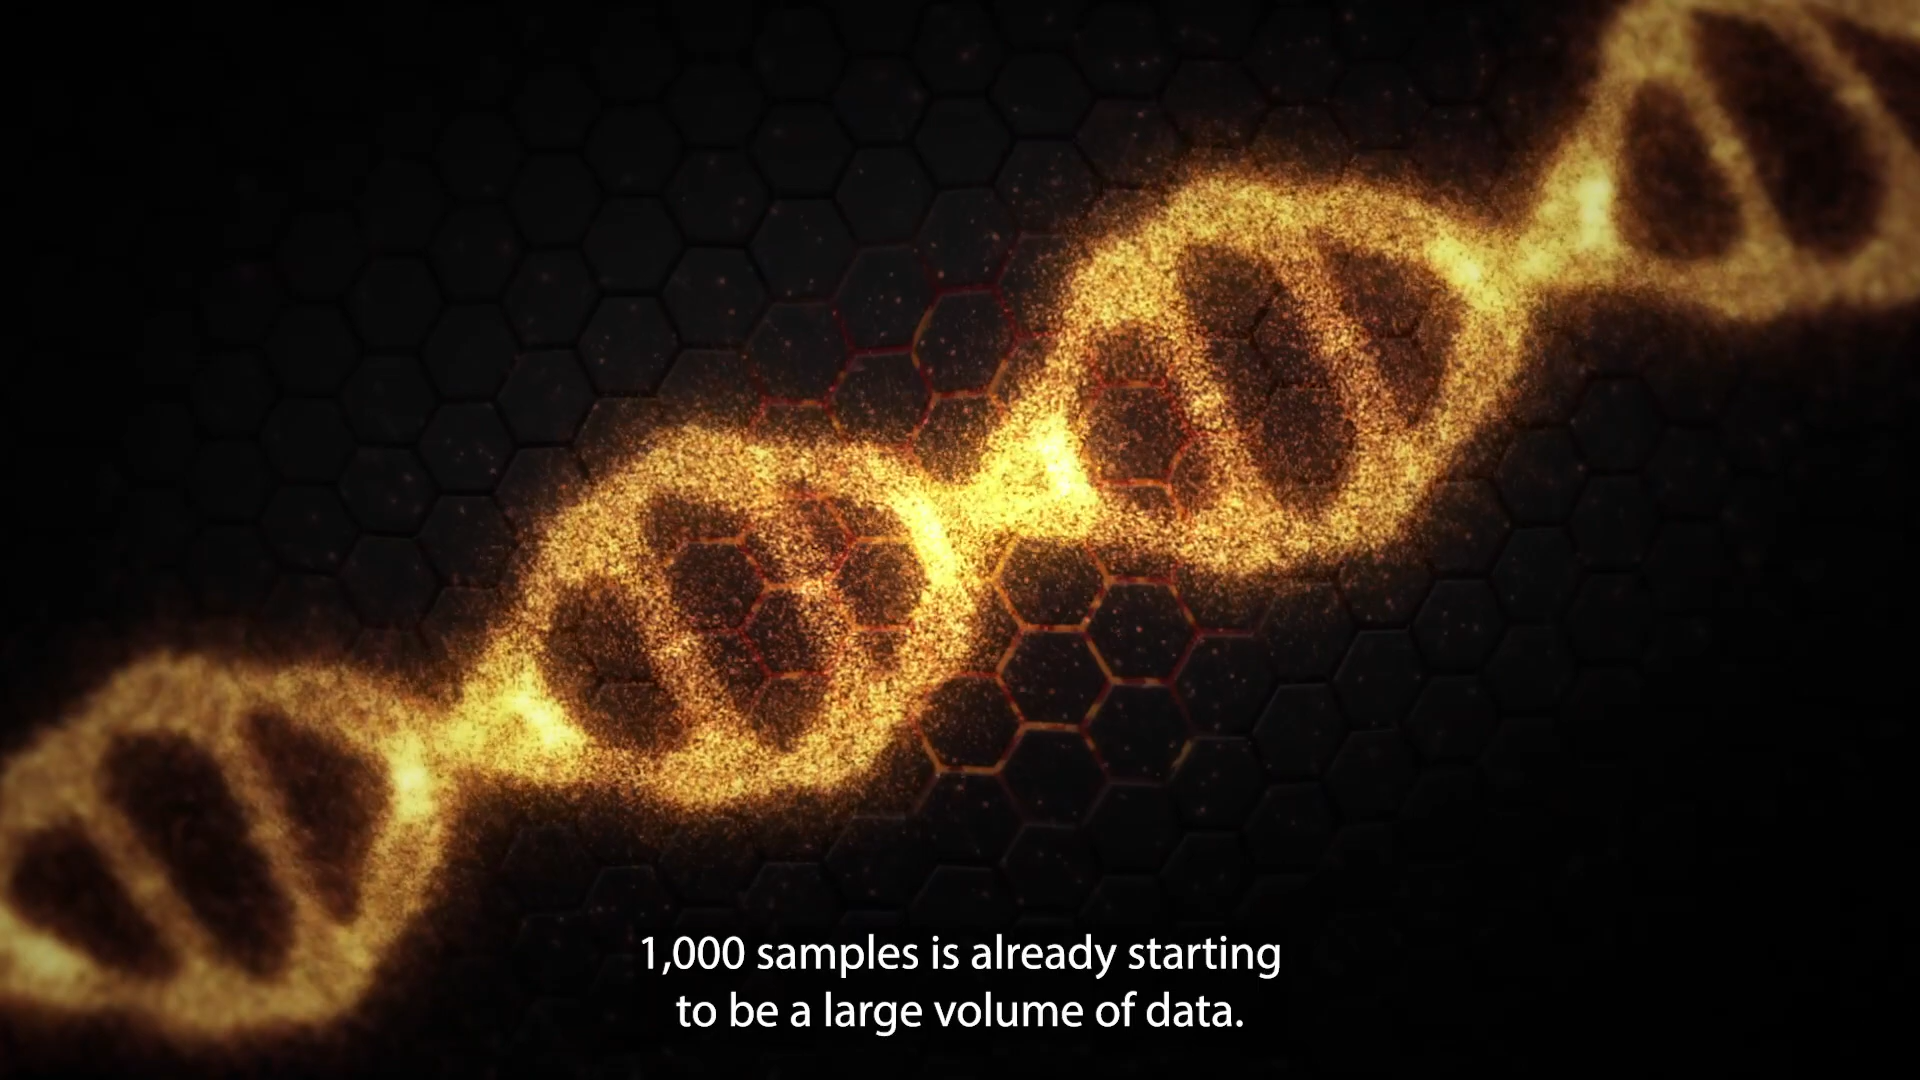 1,000 samples is already starting
to be a large volume of data.